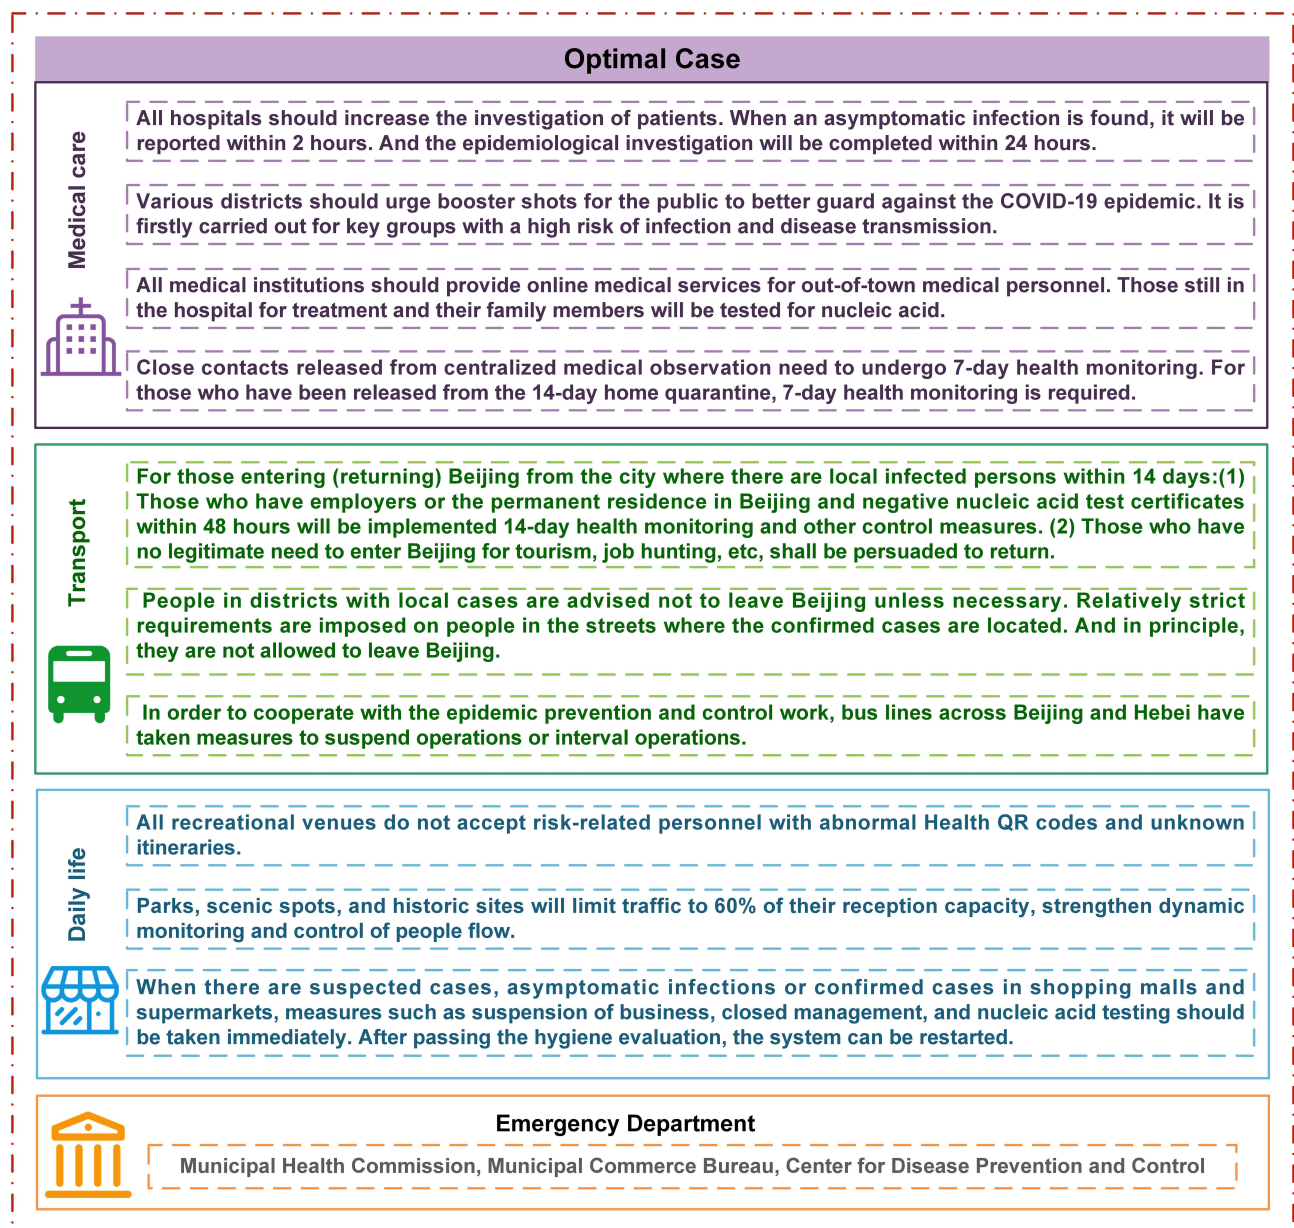 Optimal Case
Medical care
All hospitals should increase the investigation of patients. When an asymptomatic infection is found, it will be
reported within 2 hours. And the epidemiological investigation will be completed within 24 hours.
Various districts should urge booster shots for the public to better guard against the COVID-19 epidemic. It is
firstly carried out for key groups with a high risk of infection and disease transmission.
All medical institutions should provide online medical services for out-of-town medical personnel. Those still in
the hospital for treatment and their family members will be tested for nucleic acid.
Close contacts released from centralized medical observation need to undergo 7-day health monitoring. For
those who have been released from the 14-day home quarantine, 7-day health monitoring is required.
Transport
For those entering (returning) Beijing from the city where there are local infected persons within 14 days:(1)
Those who have employers or the permanent residence in Beijing and negative nucleic acid test certificates
within 48 hours will be implemented 14-day health monitoring and other control measures. (2) Those who have
no legitimate need to enter Beijing for tourism, job hunting, etc, shall be persuaded to return.
People in districts with local cases are advised not to leave Beijing unless necessary. Relatively strict
requirements are imposed on people in the streets where the confirmed cases are located. And in principle,
they are not allowed to leave Beijing.
In order to cooperate with the epidemic prevention and control work, bus lines across Beijing and Hebei have
taken measures to suspend operations or interval operations.
Daily life
All recreational venues do not accept risk-related personnel with abnormal Health QR codes and unknown
itineraries.
Parks, scenic spots, and historic sites will limit traffic to 60% of their reception capacity, strengthen dynamic
monitoring and control of people flow.
When there are suspected cases, asymptomatic infections or confirmed cases in shopping malls and
supermarkets, measures such as suspension of business, closed management, and nucleic acid testing should
be taken immediately. After passing the hygiene evaluation, the system can be restarted.
Emergency Department
Municipal Health Commission, Municipal Commerce Bureau, Center for Disease Prevention and Control